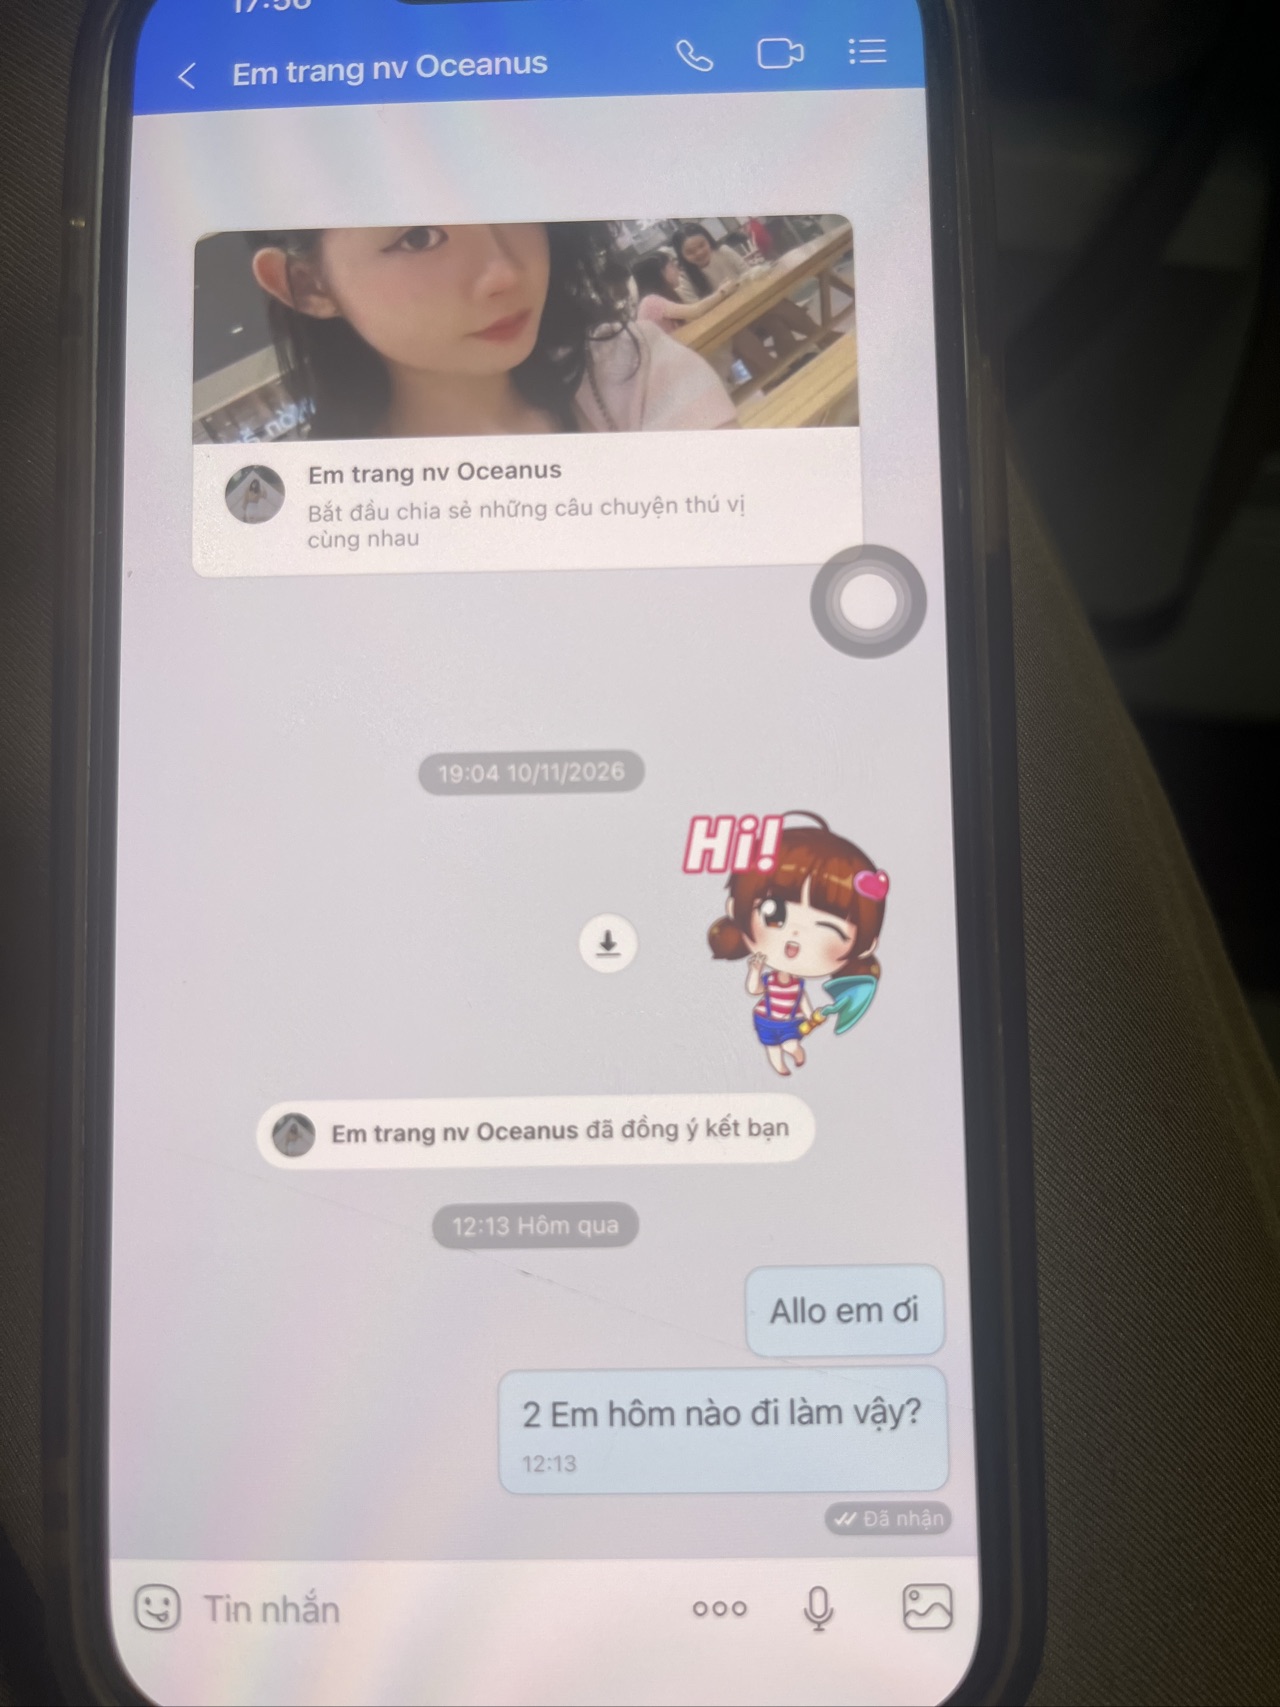 Em trang nv Oceanus
Em trang nv Oceanus
Bắt đầu chia sẻ những câu chuyện thú vị
cùng nhau
19:04 10/11/2026
Hi!
Em trang nv Oceanus đã đồng ý kết bạn
12:13 Hôm qua
Allo em ơi
2 Em hôm nào đi làm vậy?
12:13
Đã nhận
Tin nhắn